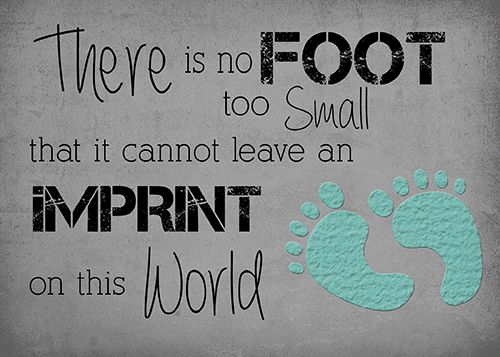 There is no FOOT
too Small
that it cannot leave an
iMPRINT
on this World